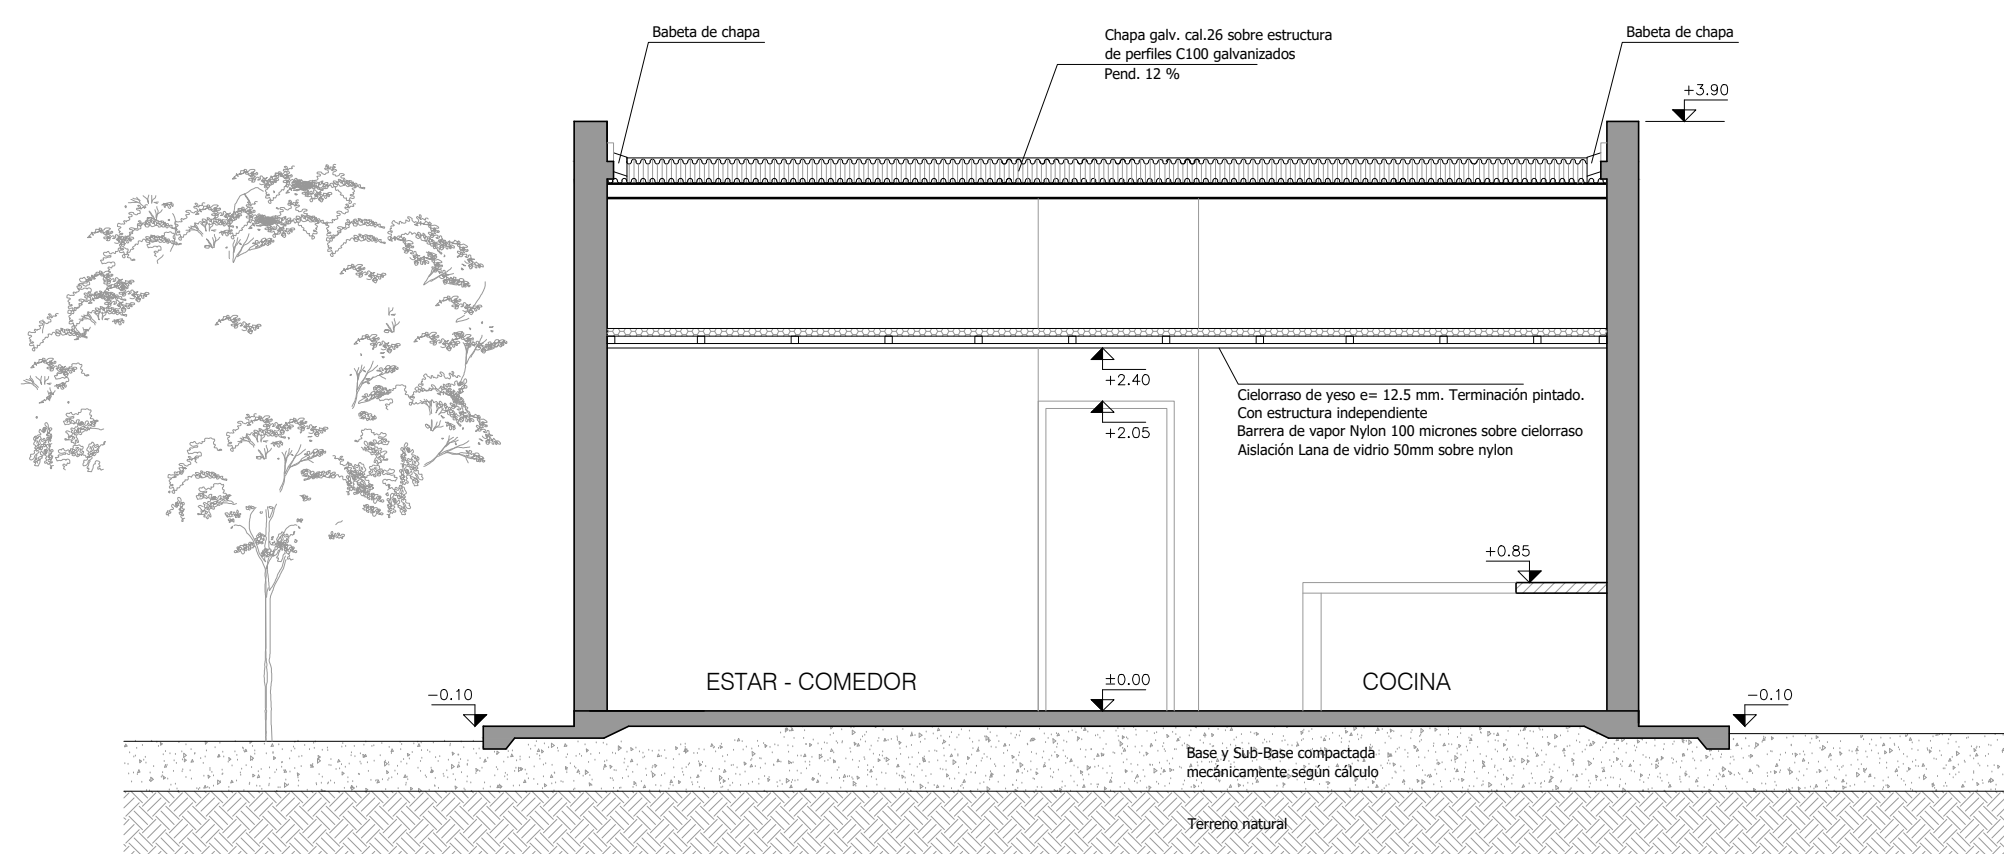 Babeta de chapa
Chapa galv. cal.26 sobre estructura
de perfiles C100 galvanizados
Pend. 12 %
Babeta de chapa
+3.90
+2.40
Cielorraso de yeso e= 12.5 mm. Terminación pintado.
Con estructura independiente
Barrera de vapor Nylon 100 micrones sobre cielorraso
Aislación Lana de vidrio 50mm sobre nylon
+2.05
+0.85
ESTAR - COMEDOR
±0.00
COCINA
−0.10
−0.10
Base y Sub-Base compactada
mecánicamente según cálculo
Terreno natural